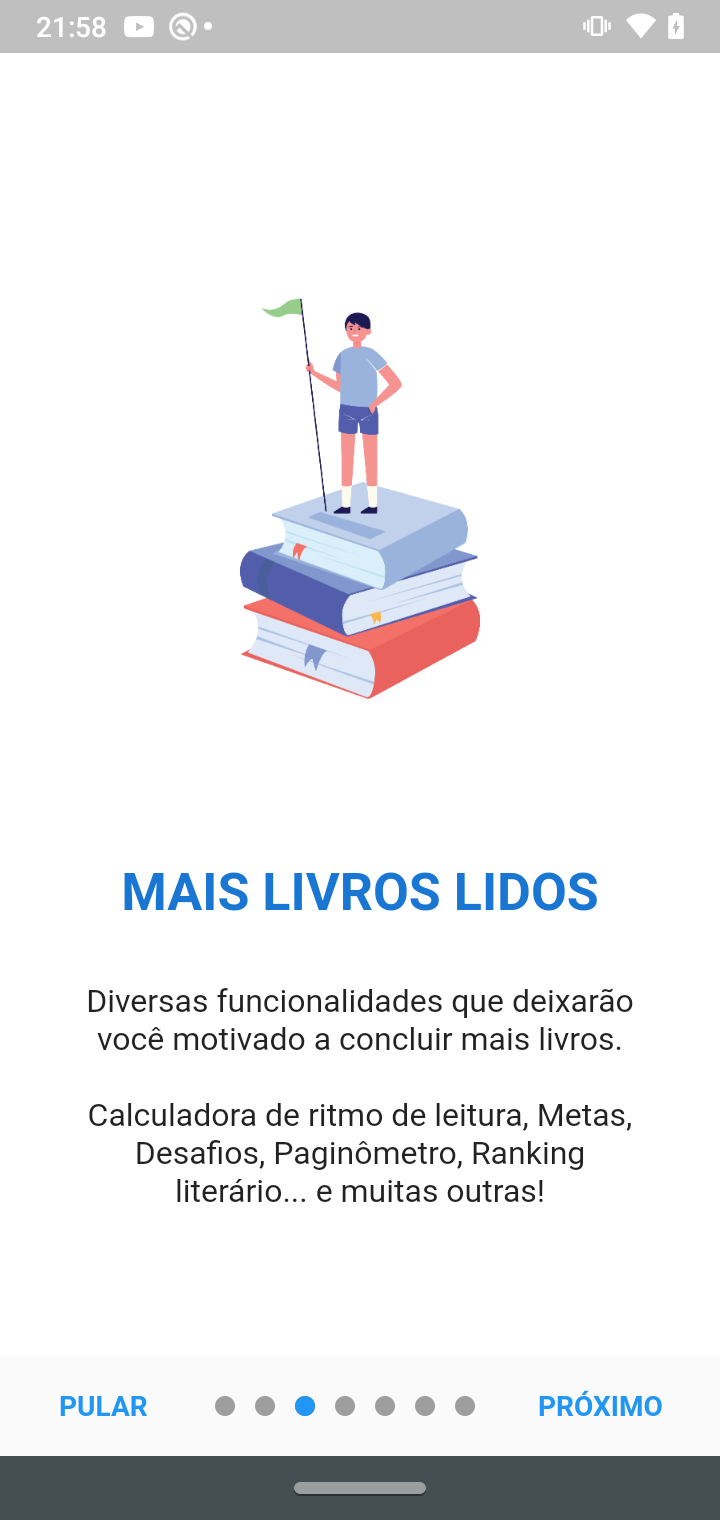 21:58
MAIS LIVROS LIDOS
Diversas funcionalidades que deixarão
você motivado a concluir mais livros.
Calculadora de ritmo de leitura, Metas,
Desafios, Paginômetro, Ranking
literário... e muitas outras!
PULAR
PRÓXIMO